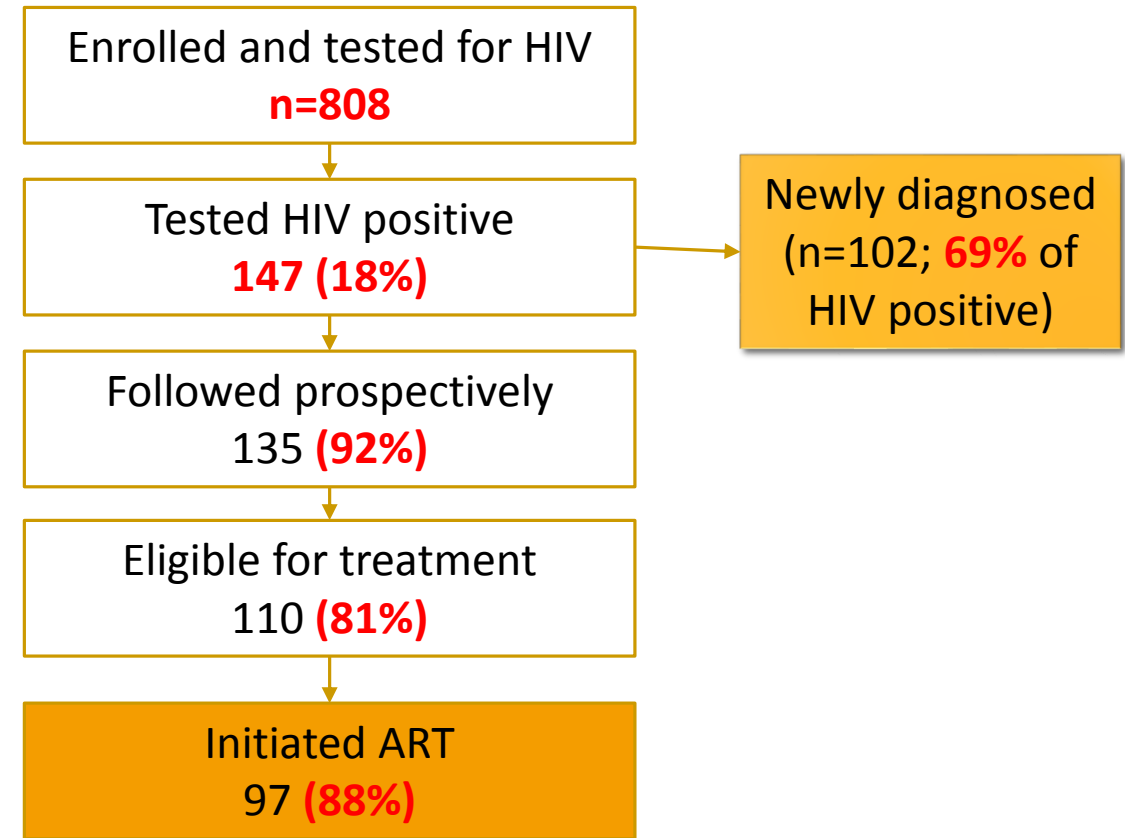 Enrolled and tested for HIV
n=808
Tested HIV positive
147 (18%)
Newly diagnosed
(n=102; 69% of
HIV positive)
Followed prospectively
135 (92%)
Eligible for treatment
110 (81%)
Initiated ART
97 (88%)